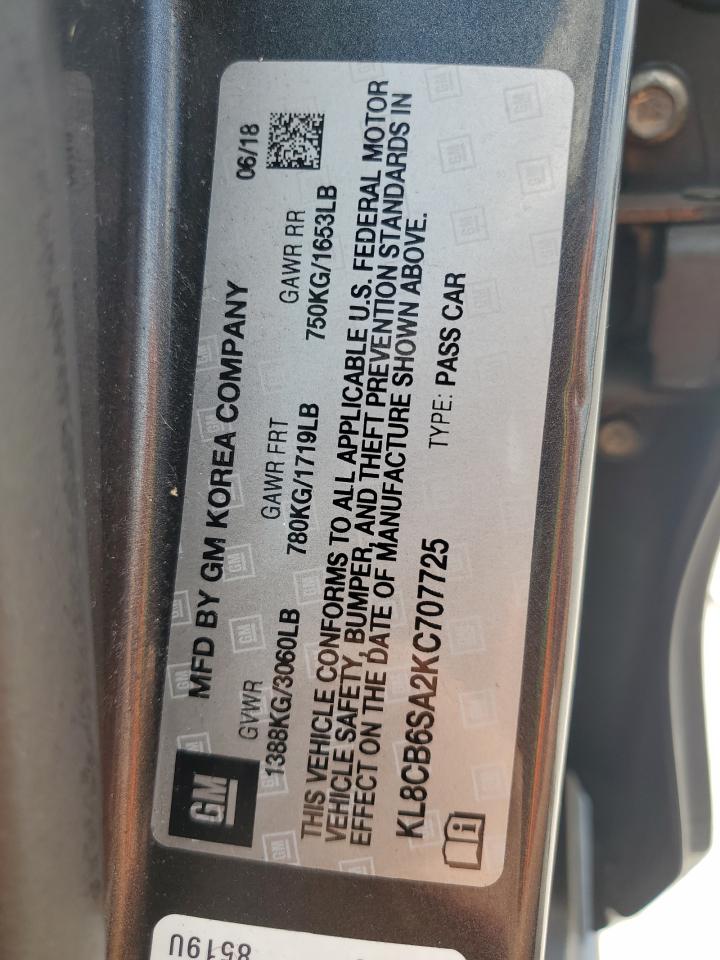 GM
MFD BY GM KOREA COMPANY 06/18
GVWR GAWR FRT GAWR RR
1388KG/3060LB 780KG/1719LB 750KG/1653LB
THIS VEHICLE CONFORMS TO ALL APPLICABLE U.S. FEDERAL MOTOR
VEHICLE SAFETY, BUMPER, AND THEFT PREVENTION STANDARDS IN
EFFECT ON THE DATE OF MANUFACTURE SHOWN ABOVE.
KL8CB6SA2KC707725 TYPE: PASS CAR
8519U